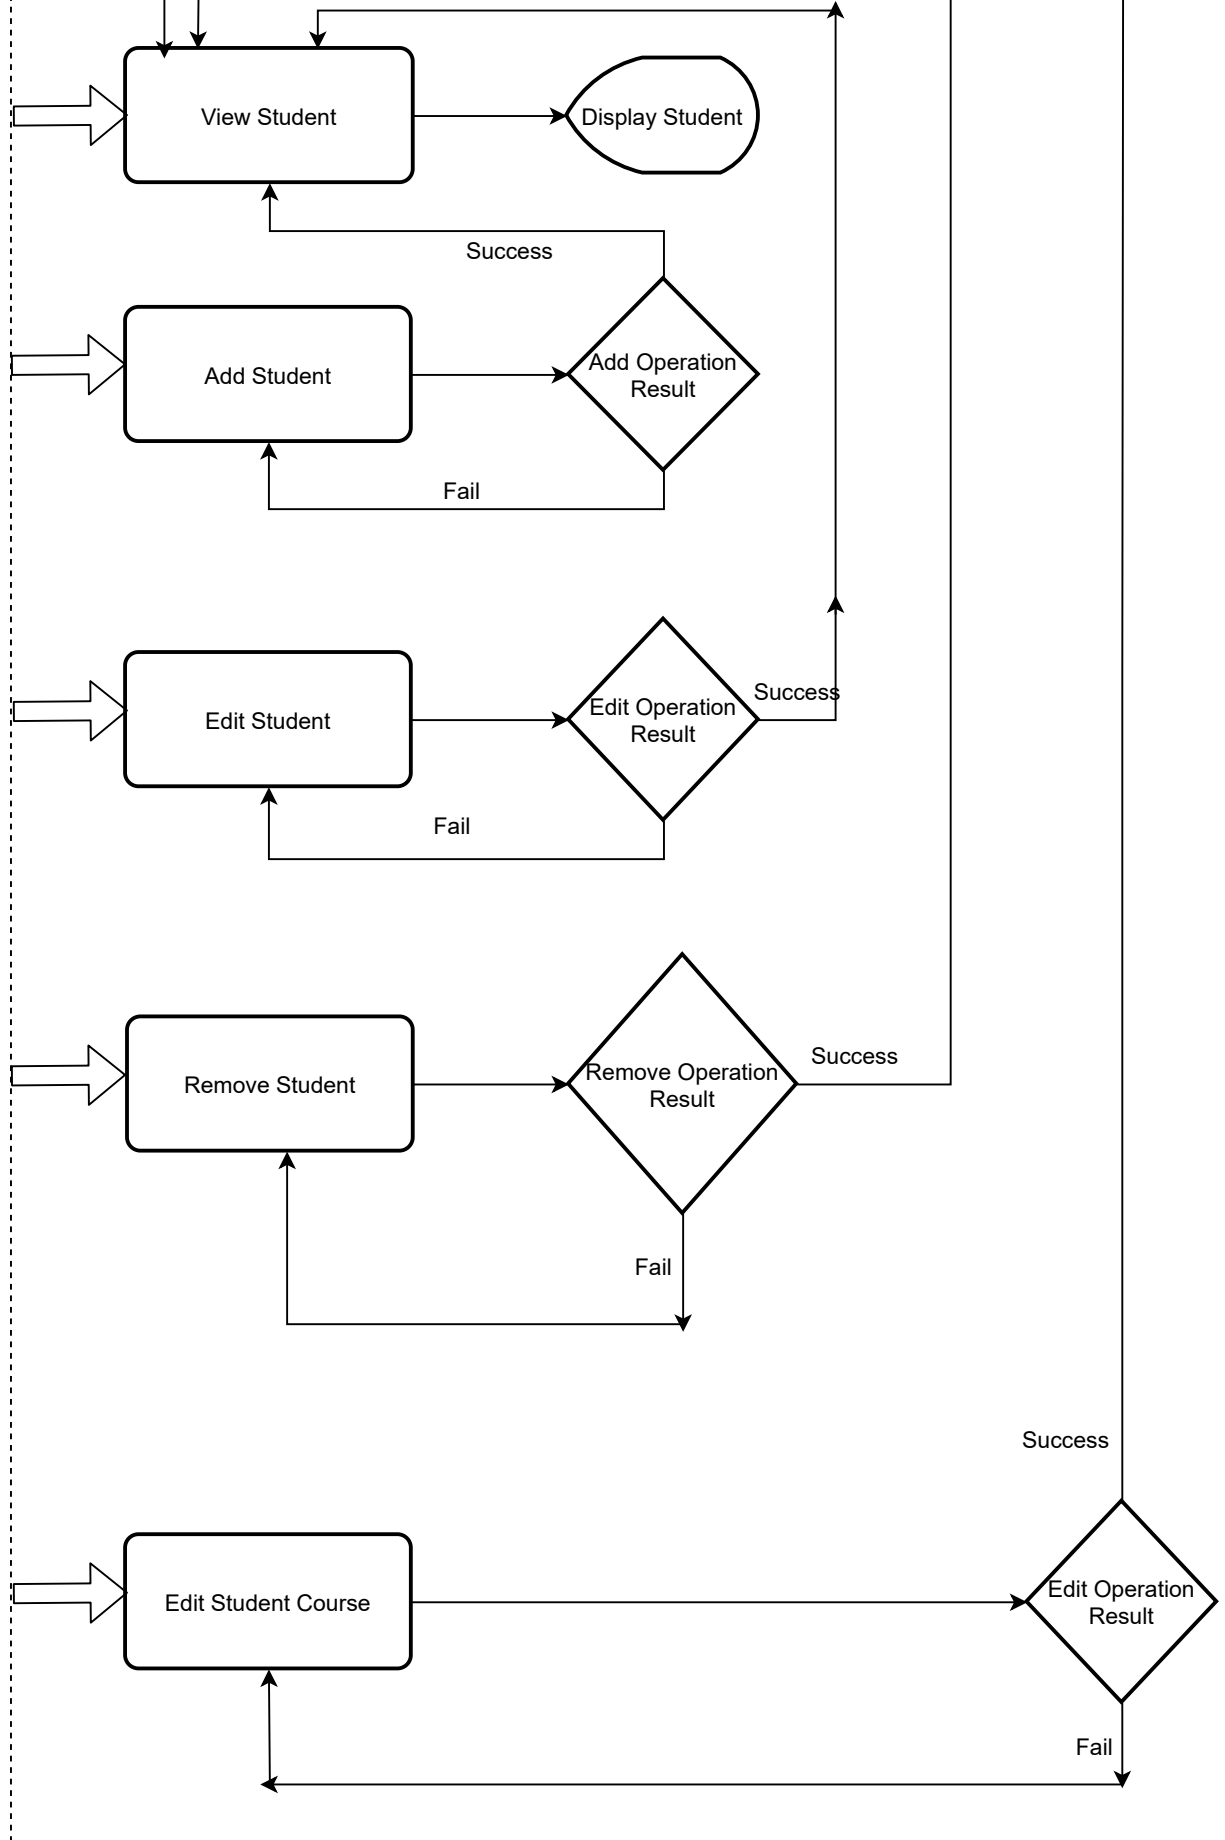 View Student
Display Student
Success
Add Student
Add Operation
Result
Fail
Edit Student
Edit Operation
Result
Success
Fail
Remove Student
Remove Operation
Result
Success
Fail
Success
Edit Student Course
Edit Operation
Result
Fail